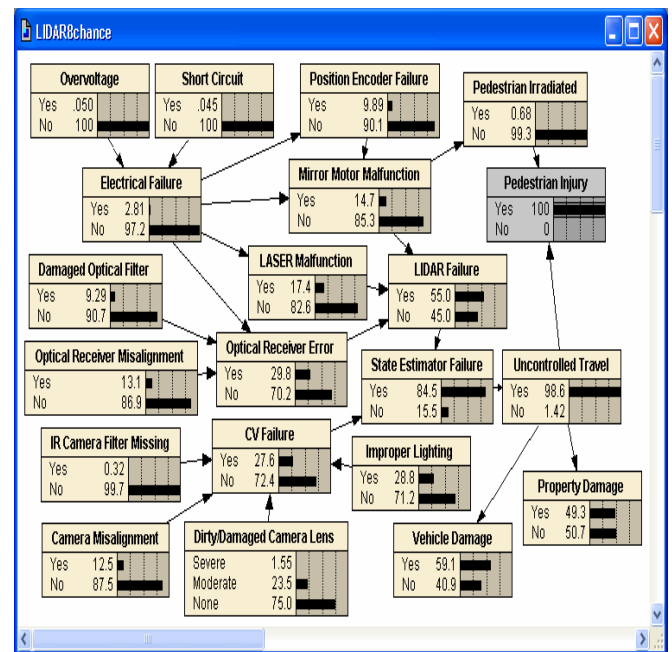 LIDAR8chance
Overvoltage
Yes .050
No 100
Short Circuit
Yes .045
No 100
Position Encoder Failure
Yes 9.89
No 90.1
Pedestrian Irradiated
Yes 0.68
No 99.3
Electrical Failure
Yes 2.81
No 97.2
Mirror Motor Malfunction
Yes 14.7
No 85.3
Pedestrian Injury
Yes 100
No 0
Damaged Optical Filter
Yes 9.29
No 90.7
LASER Malfunction
Yes 17.4
No 82.6
LIDAR Failure
Yes 55.0
No 45.0
Optical Receiver Misalignment
Yes 13.1
No 86.9
Optical Receiver Error
Yes 29.8
No 70.2
State Estimator Failure
Yes 84.5
No 15.5
Uncontrolled Travel
Yes 98.6
No 1.42
IR Camera Filter Missing
Yes 0.32
No 99.7
CV Failure
Yes 27.6
No 72.4
Improper Lighting
Yes 28.8
No 71.2
Property Damage
Yes 49.3
No 50.7
Camera Misalignment
Yes 12.5
No 87.5
Dirty/Damaged Camera Lens
Severe 1.55
Moderate 23.5
None 75.0
Vehicle Damage
Yes 59.1
No 40.9